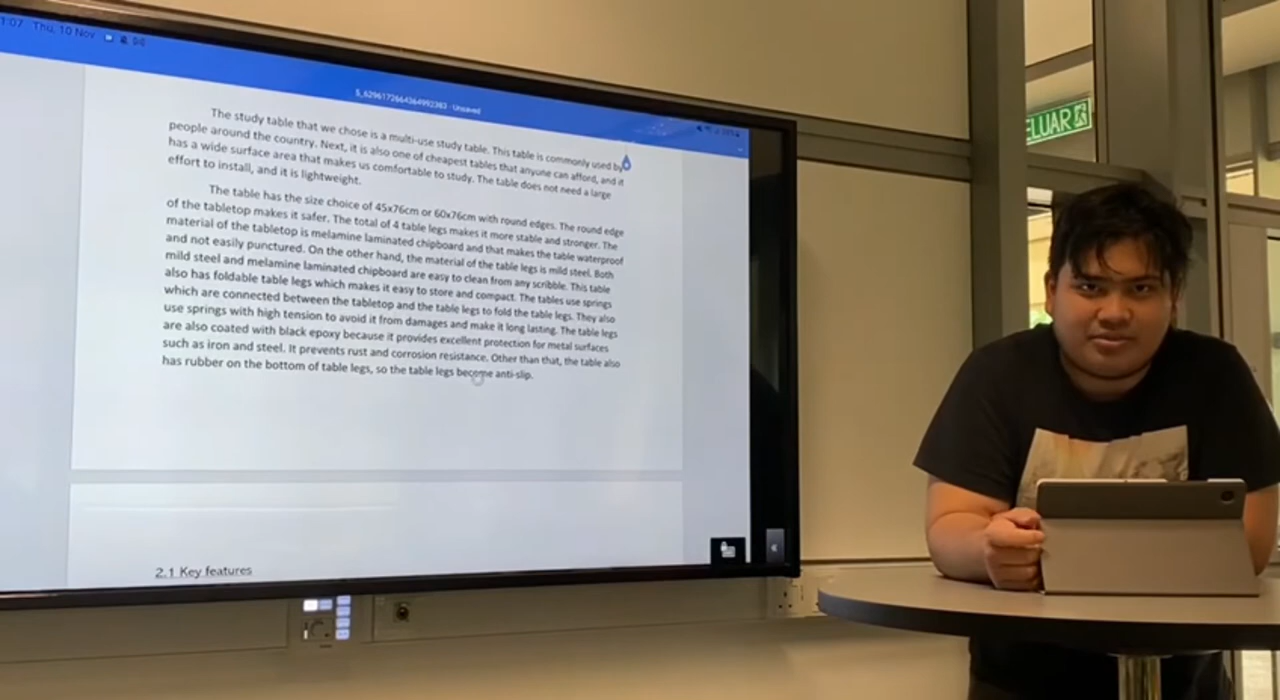 1:07 Thu, 10 Nov
5_6296172664364992383 - Unsaved
The study table that we chose is a multi-use study table. This table is commonly used by
people around the country. Next, it is also one of cheapest tables that anyone can afford, and it
has a wide surface area that makes us comfortable to study. The table does not need a large
effort to install, and it is lightweight.
The table has the size choice of 45x76cm or 60x76cm with round edges. The round edge
of the tabletop makes it safer. The total of 4 table legs makes it more stable and stronger. The
material of the tabletop is melamine laminated chipboard and that makes the table waterproof
and not easily punctured. On the other hand, the material of the table legs is mild steel. Both
mild steel and melamine laminated chipboard are easy to clean from any scribble. This table
also has foldable table legs which makes it easy to store and compact. The tables use springs
which are connected between the tabletop and the table legs to fold the table legs. They also
use springs with high tension to avoid it from damages and make it long lasting. The table legs
are also coated with black epoxy because it provides excellent protection for metal surfaces
such as iron and steel. It prevents rust and corrosion resistance. Other than that, the table also
has rubber on the bottom of table legs, so the table legs become anti-slip.
2.1 Key features
ELUAR